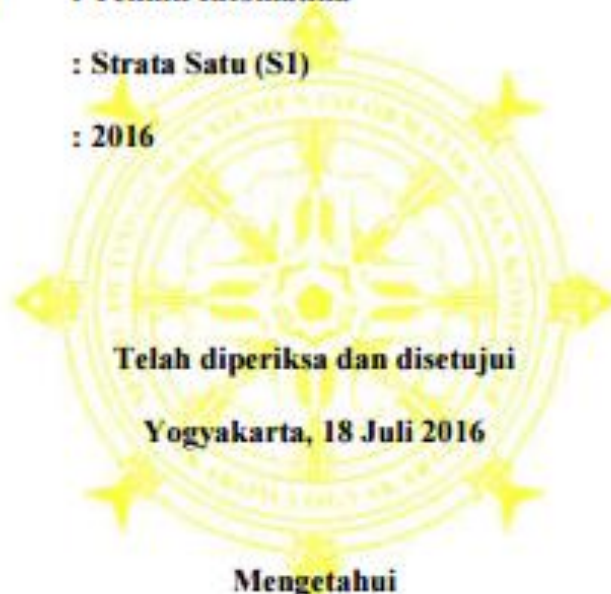 : Strata Satu (S1)
: 2016
Telah diperiksa dan disetujui
Yogyakarta, 18 Juli 2016
Mengetahui